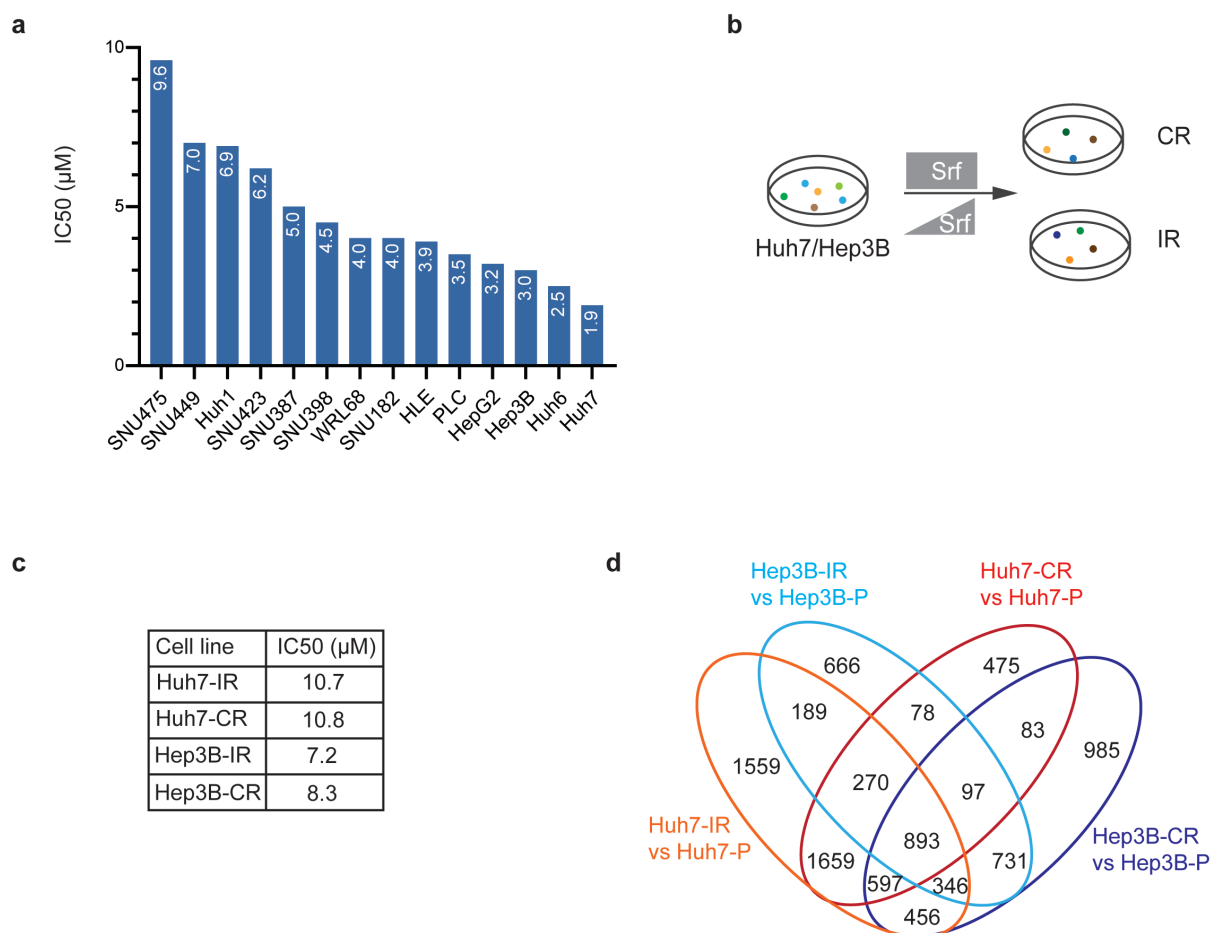 a
IC50 (µM)
10
5
0
9.6
7.0
6.9
6.2
5.0
4.5
4.0
4.0
3.9
3.5
3.2
3.0
2.5
1.9
SNU475
SNU449
Huh1
SNU423
SNU387
SNU398
WRL68
SNU182
HLE
PLC
HepG2
Hep3B
Huh6
Huh7
b
Huh7/Hep3B
Srf
Srf
CR
IR
c
Cell line IC50 (µM)
Huh7-IR 10.7
Huh7-CR 10.8
Hep3B-IR 7.2
Hep3B-CR 8.3
d
Hep3B-IR
vs Hep3B-P
Huh7-CR
vs Huh7-P
Huh7-IR
vs Huh7-P
Hep3B-CR
vs Hep3B-P
666
475
189
78
83
1559
985
270
97
893
1659
731
597
346
456